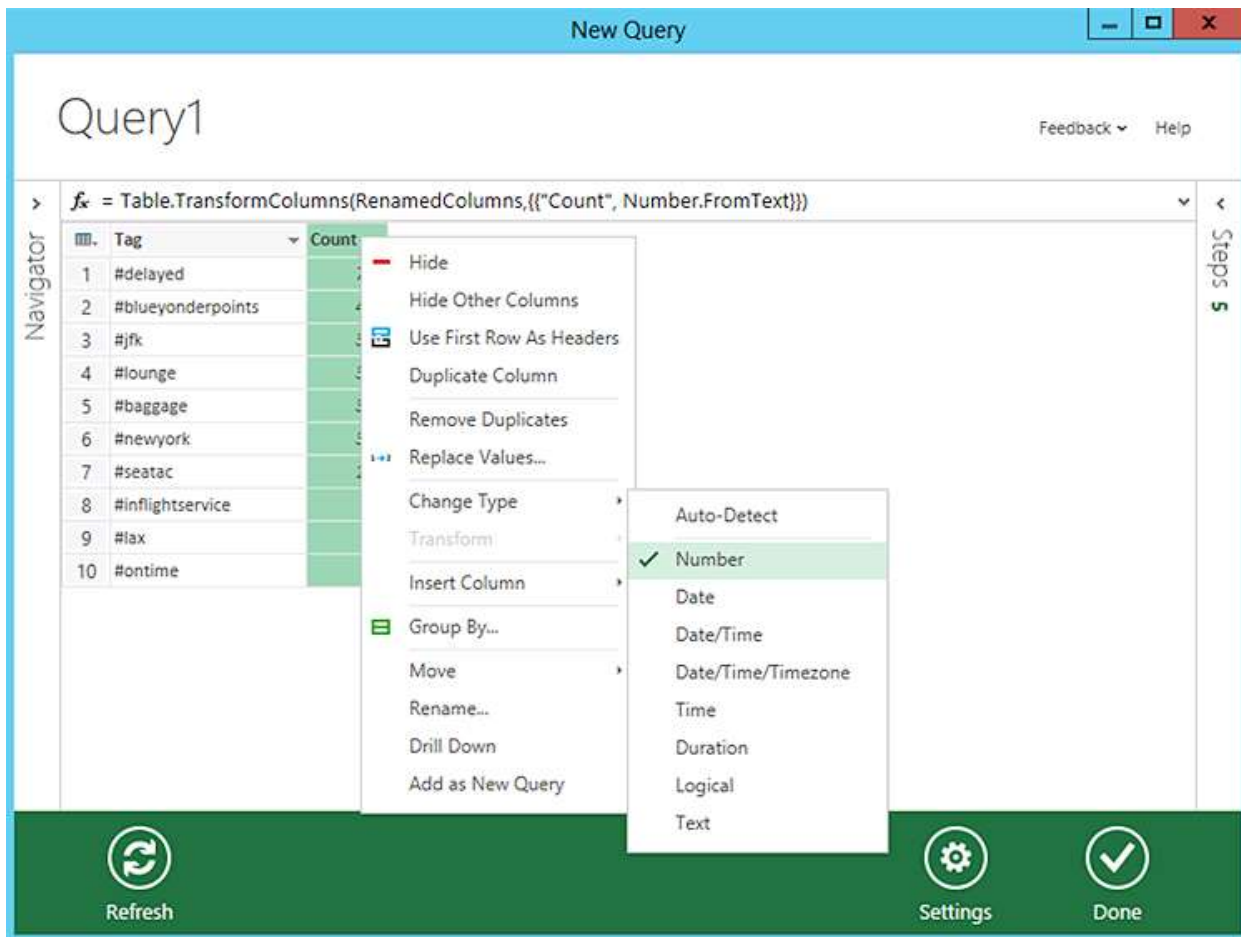 New Query
Query1
Feedback Help
fx = Table.TransformColumns(RenamedColumns,{{"Count", Number.FromText}})
Navigator
Steps 5
Tag Count
1 #delayed
2 #blueyonderpoints
3 #jfk
4 #lounge
5 #baggage
6 #newyork
7 #seatac
8 #inflightservice
9 #lax
10 #ontime
Hide
Hide Other Columns
Use First Row As Headers
Duplicate Column
Remove Duplicates
Replace Values...
Change Type
Transform
Insert Column
Group By...
Move
Rename...
Drill Down
Add as New Query
Auto-Detect
Number
Date
Date/Time
Date/Time/Timezone
Time
Duration
Logical
Text
Refresh
Settings
Done